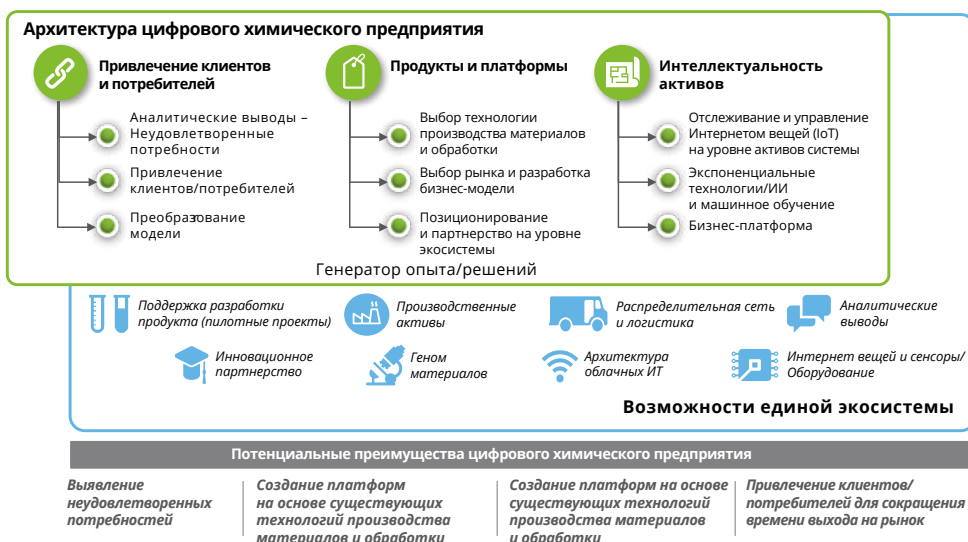 Архитектура цифрового химического предприятия
Привлечение клиентов
и потребителей
Аналитические выводы –
Неудовлетворенные
потребности
Привлечение
клиентов/потребителей
Преобразование
модели
Продукты и платформы
Выбор технологии
производства материалов
и обработки
Выбор рынка и разработка
бизнес-модели
Позиционирование
и партнерство на уровне
экосистемы
Интеллектуальность
активов
Отслеживание и управление
Интернетом вещей (IoT)
на уровне активов системы
Экспоненциальные
технологии/ИИ
и машинное обучение
Бизнес-платформа
Генератор опыта/решений
Поддержка разработки
продукта (пилотные проекты)
Производственные
активы
Распределительная сеть
и логистика
Аналитические
выводы
Инновационное
партнерство
Геном
материалов
Архитектура
облачных ИТ
Интернет вещей и сенсоры/
Оборудование
Возможности единой экосистемы
Потенциальные преимущества цифрового химического предприятия
Выявление
неудовлетворенных
потребностей
Создание платформ
на основе существующих
технологий производства
материалов и обработки
Создание платформ на основе
существующих технологий
производства материалов
и обработки
Привлечение клиентов/
потребителей для сокращения
времени выхода на рынок